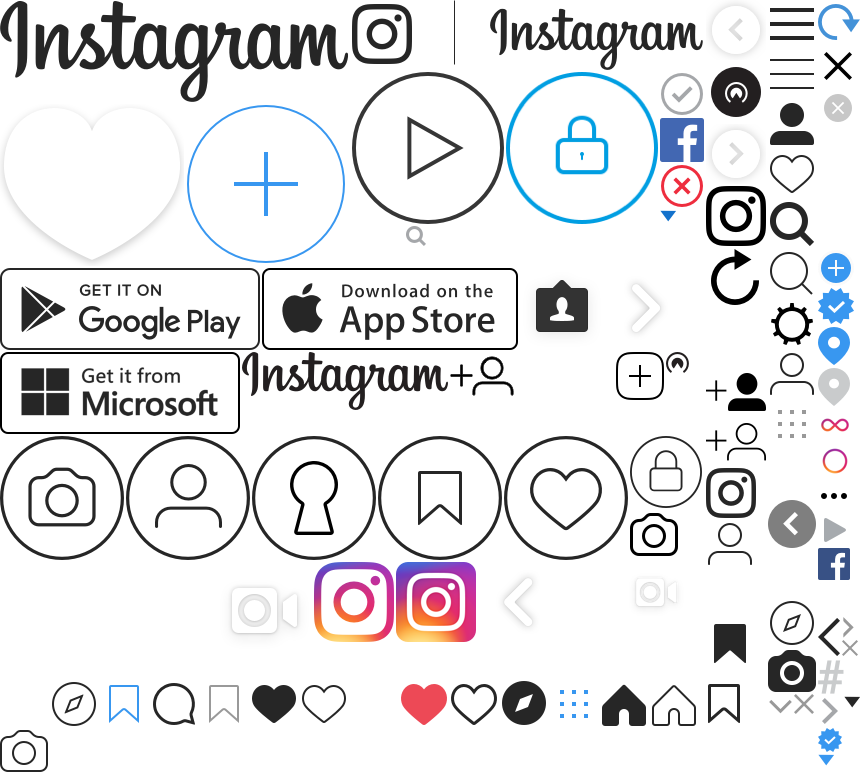 Instagram
Instagram
GET IT ON
Google Play
Download on the
App Store
Get it from
Microsoft
Instagram
#